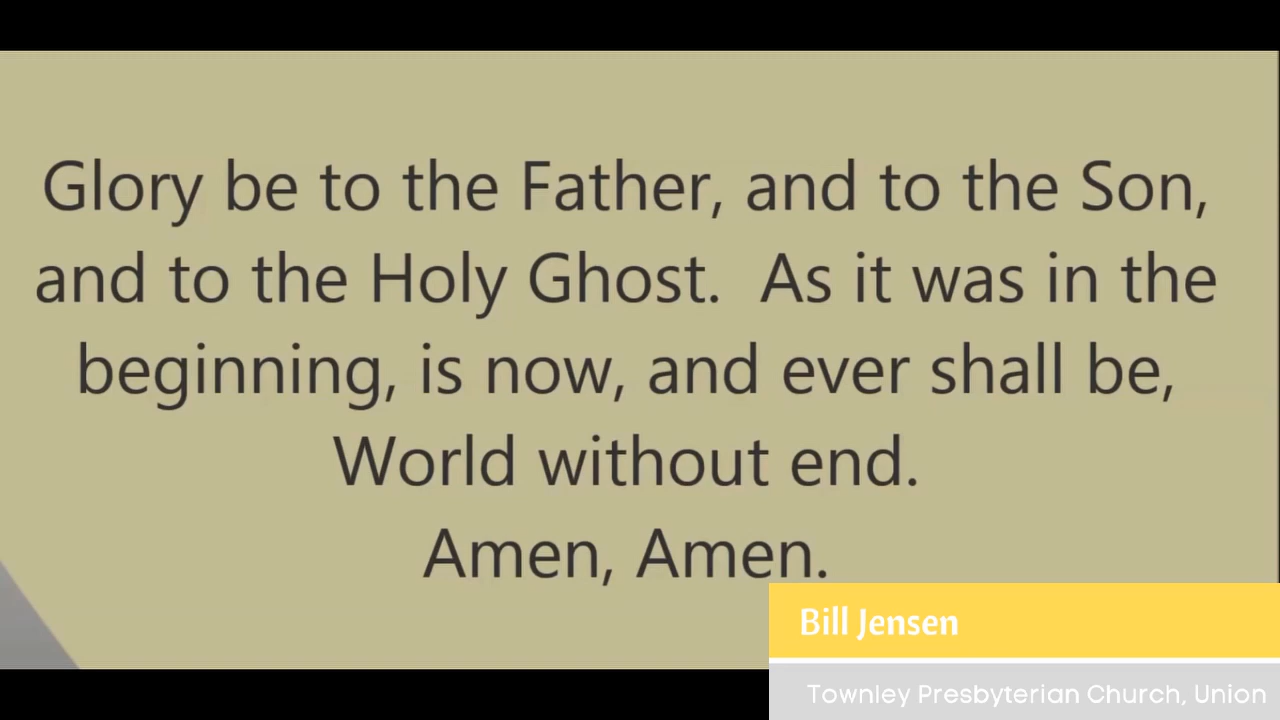 Glory be to the Father, and to the Son,
and to the Holy Ghost.  As it was in the
beginning, is now, and ever shall be,
World without end.
Amen, Amen.
Bill Jensen
Townley Presbyterian Church, Union